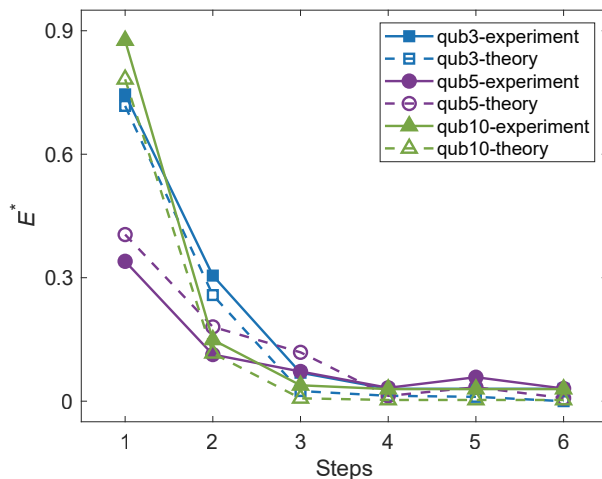 0.9
0.6
0.3
0
E*
1 2 3 4 5 6
Steps
qub3-experiment
qub3-theory
qub5-experiment
qub5-theory
qub10-experiment
qub10-theory